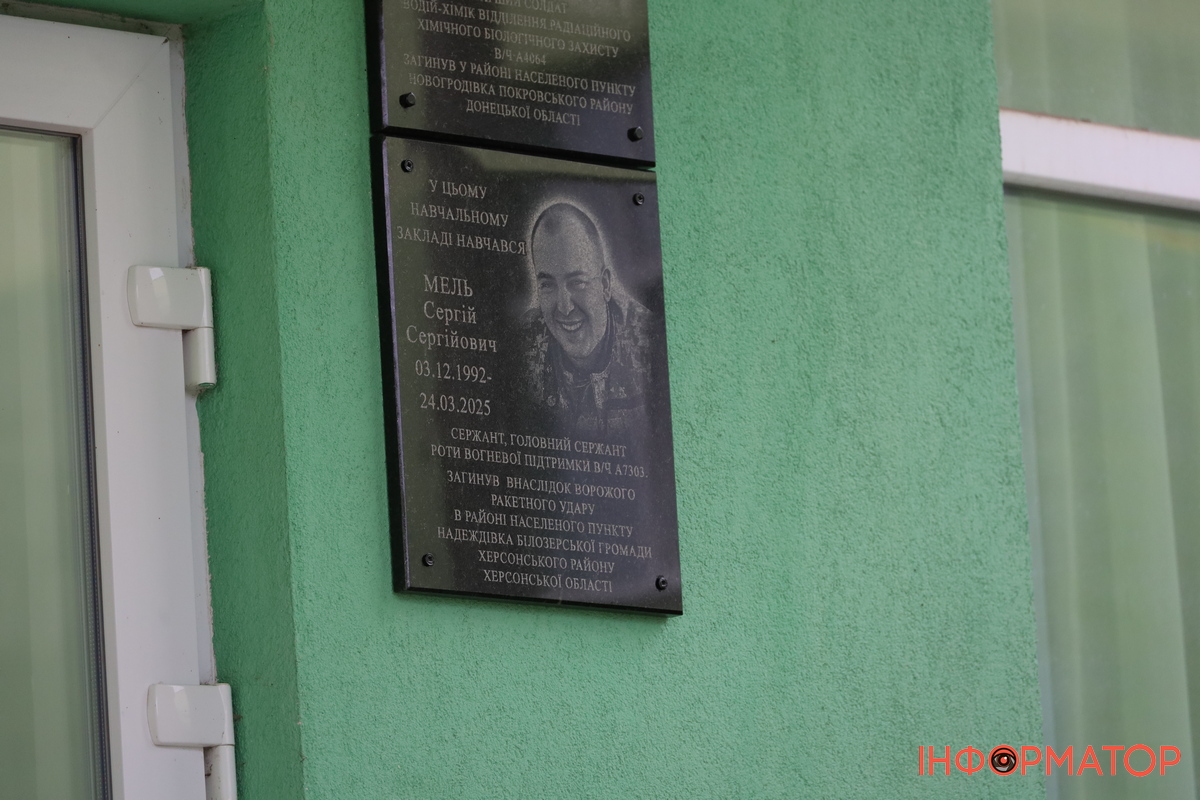 СОЛДАТ
ВОДІЙ-ХІМІК ВІДДІЛЕННЯ РАДІАЦІЙНОГО
ХІМІЧНОГО БІОЛОГІЧНОГО ЗАХИСТУ
В/Ч А4064
ЗАГИНУВ У РАЙОНІ НАСЕЛЕНОГО ПУНКТУ
НОВОГРОДІВКА ПОКРОВСЬКОГО РАЙОНУ
ДОНЕЦЬКОЇ ОБЛАСТІ
У ЦЬОМУ
НАВЧАЛЬНОМУ
ЗАКЛАДІ НАВЧАВСЯ
МЕЛЬ
Сергій
Сергійович
03.12.1992-
24.03.2025
СЕРЖАНТ, ГОЛОВНИЙ СЕРЖАНТ
РОТИ ВОГНЕВОЇ ПІДТРИМКИ В/Ч А7303.
ЗАГИНУВ ВНАСЛІДОК ВОРОЖОГО
РАКЕТНОГО УДАРУ
В РАЙОНІ НАСЕЛЕНОГО ПУНКТУ
НАДЕЖДІВКА БІЛОЗЕРСЬКОЇ ГРОМАДИ
ХЕРСОНСЬКОГО РАЙОНУ
ХЕРСОНСЬКОЇ ОБЛАСТІ
ІНФОРМАТОР